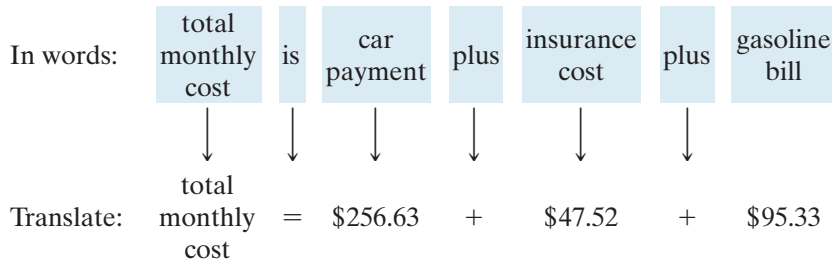 total
In words: monthly is car payment plus insurance cost plus gasoline bill
cost
total
Translate: monthly = $256.63 + $47.52 + $95.33
cost